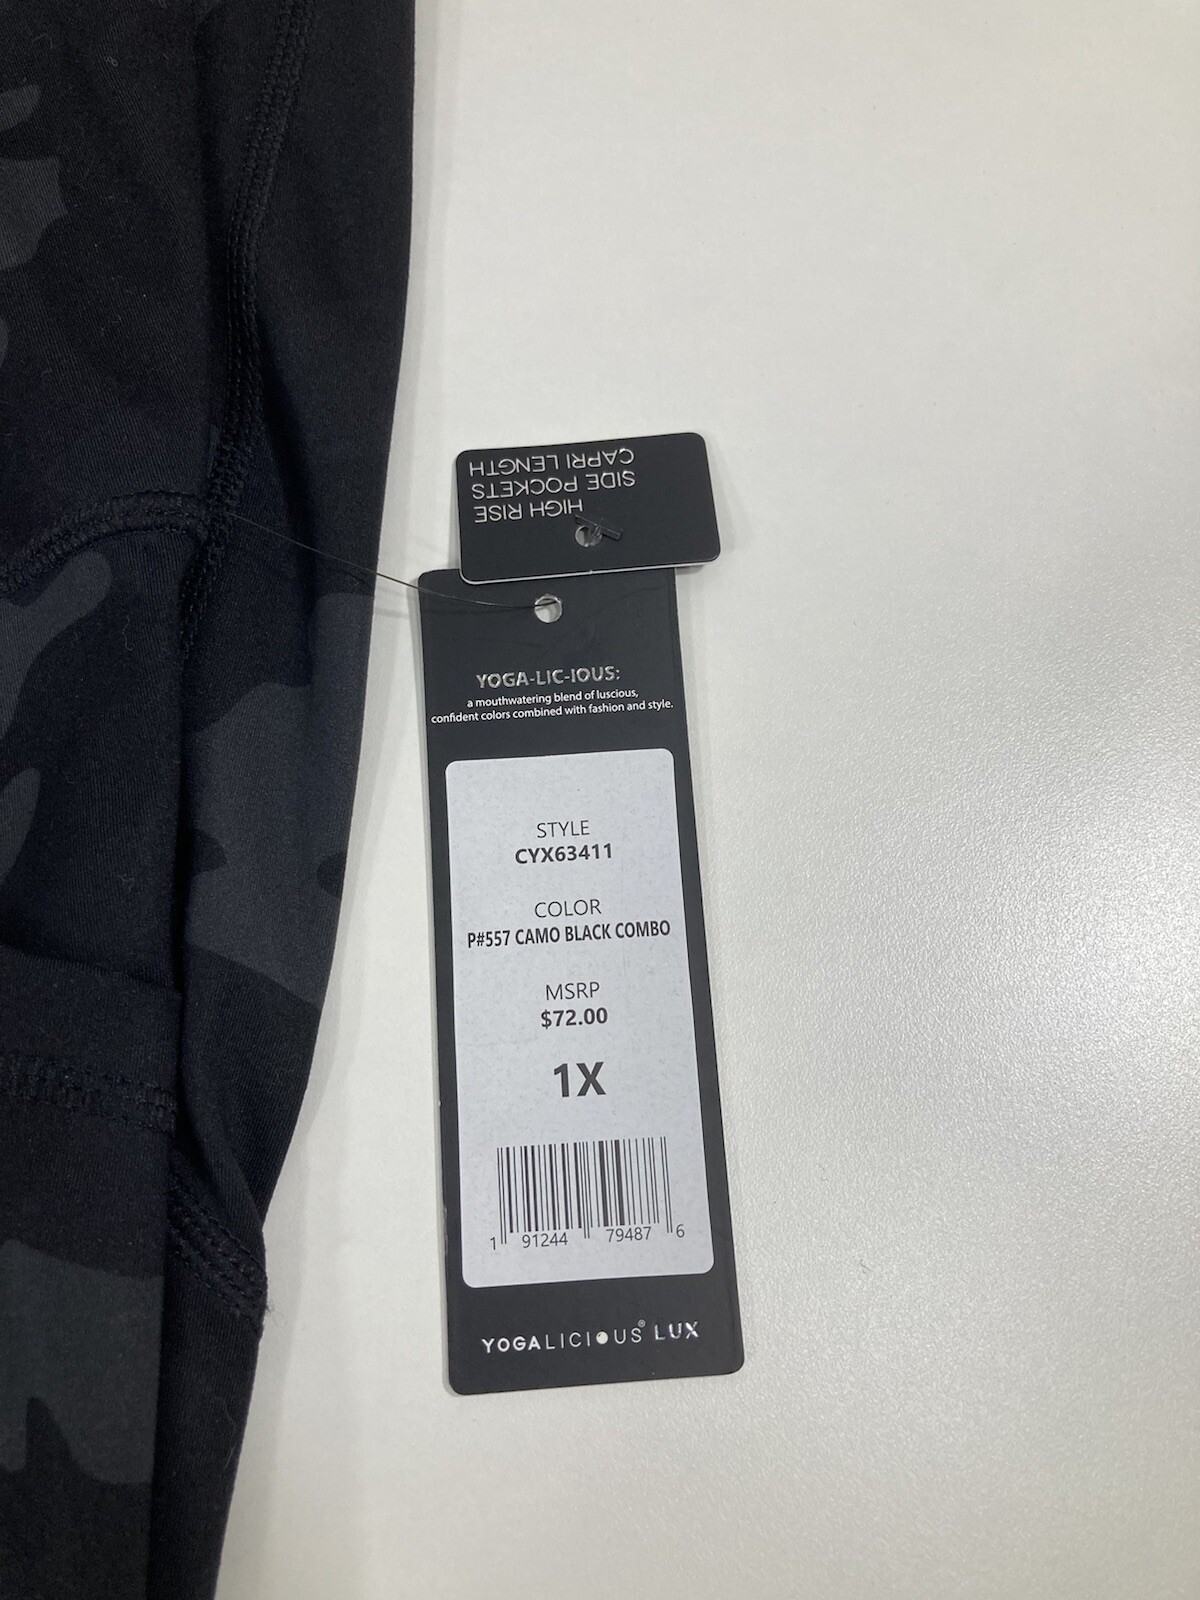 HIGH RISE
SIDE POCKETS
CAPRI LENGTH
YOGA-LIC-IOUS:
a mouthwatering blend of luscious,
confident colors combined with fashion and style.
STYLE
CYX63411
COLOR
P#557 CAMO BLACK COMBO
MSRP
$72.00
1X
1 91244 79487 6
YOGALICIOUS® LUX